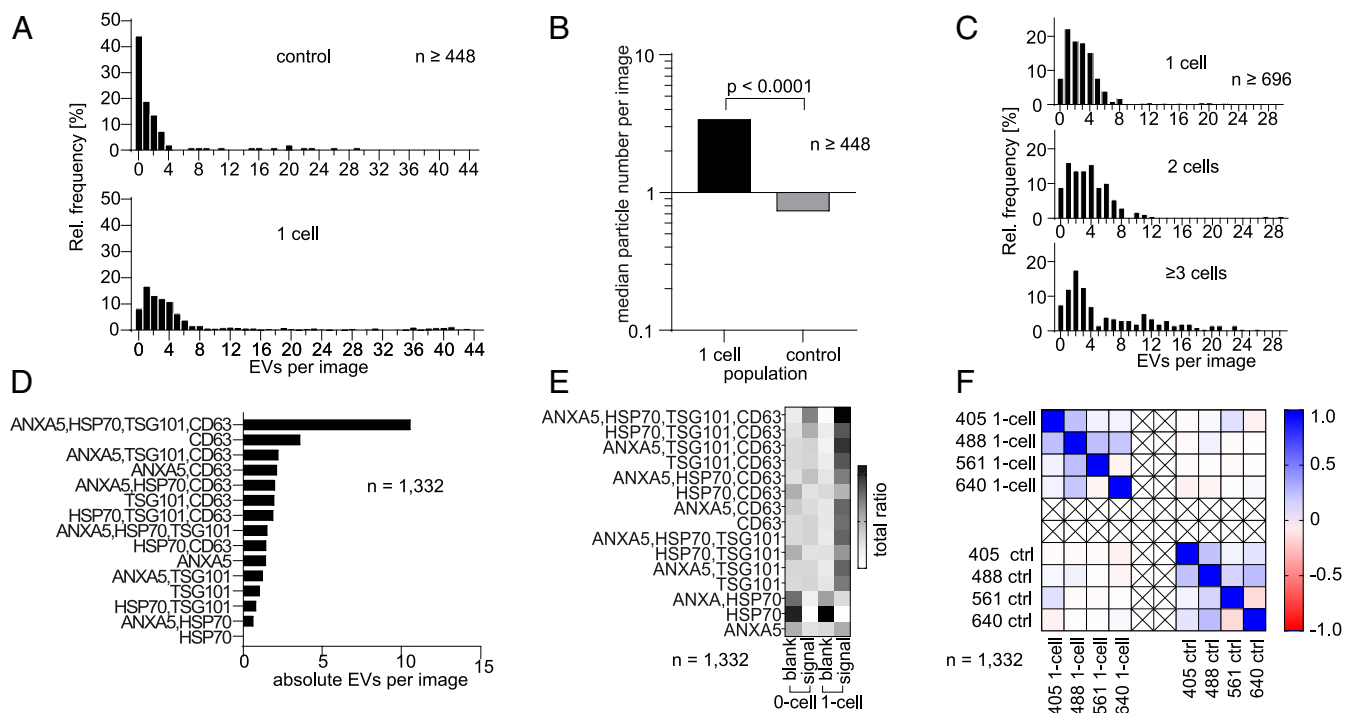 A
50
40
30
20
10
0
control
n ≥ 448
0 4 8 12 16 20 24 28 32 36 40 44
Rel. frequency [%]
50
40
30
20
10
0
1 cell
0 4 8 12 16 20 24 28 32 36 40 44
EVs per image
B
median particle number per image
10
1
0.1
p < 0.0001
n ≥ 448
1 cell control
population
C
Rel. frequency [%]
20
10
0
1 cell
n ≥ 696
0 4 8 12 16 20 24 28
20
10
0
2 cells
0 4 8 12 16 20 24 28
20
10
0
≥3 cells
0 4 8 12 16 20 24 28
EVs per image
D
ANXA5,HSP70,TSG101,CD63
CD63
ANXA5,TSG101,CD63
ANXA5,CD63
ANXA5,HSP70,CD63
TSG101,CD63
HSP70,TSG101,CD63
ANXA5,HSP70,TSG101
HSP70,CD63
ANXA5
ANXA5,TSG101
TSG101
HSP70,TSG101
ANXA5,HSP70
HSP70
n = 1,332
0 5 10 15
absolute EVs per image
E
ANXA5,HSP70,TSG101,CD63
HSP70,TSG101,CD63
ANXA5,TSG101,CD63
TSG101,CD63
ANXA5,HSP70,CD63
HSP70,CD63
ANXA5,CD63
CD63
ANXA5,HSP70,TSG101
HSP70,TSG101
ANXA5,TSG101
TSG101
ANXA,HSP70
HSP70
ANXA5
total ratio
n = 1,332
blank
signal
blank
signal
0-cell 1-cell
F
405 1-cell
488 1-cell
561 1-cell
640 1-cell
405 ctrl
488 ctrl
561 ctrl
640 ctrl
1.0
0.5
0
-0.5
-1.0
n = 1,332
405 1-cell
488 1-cell
561 1-cell
640 1-cell
405 ctrl
488 ctrl
561 ctrl
640 ctrl